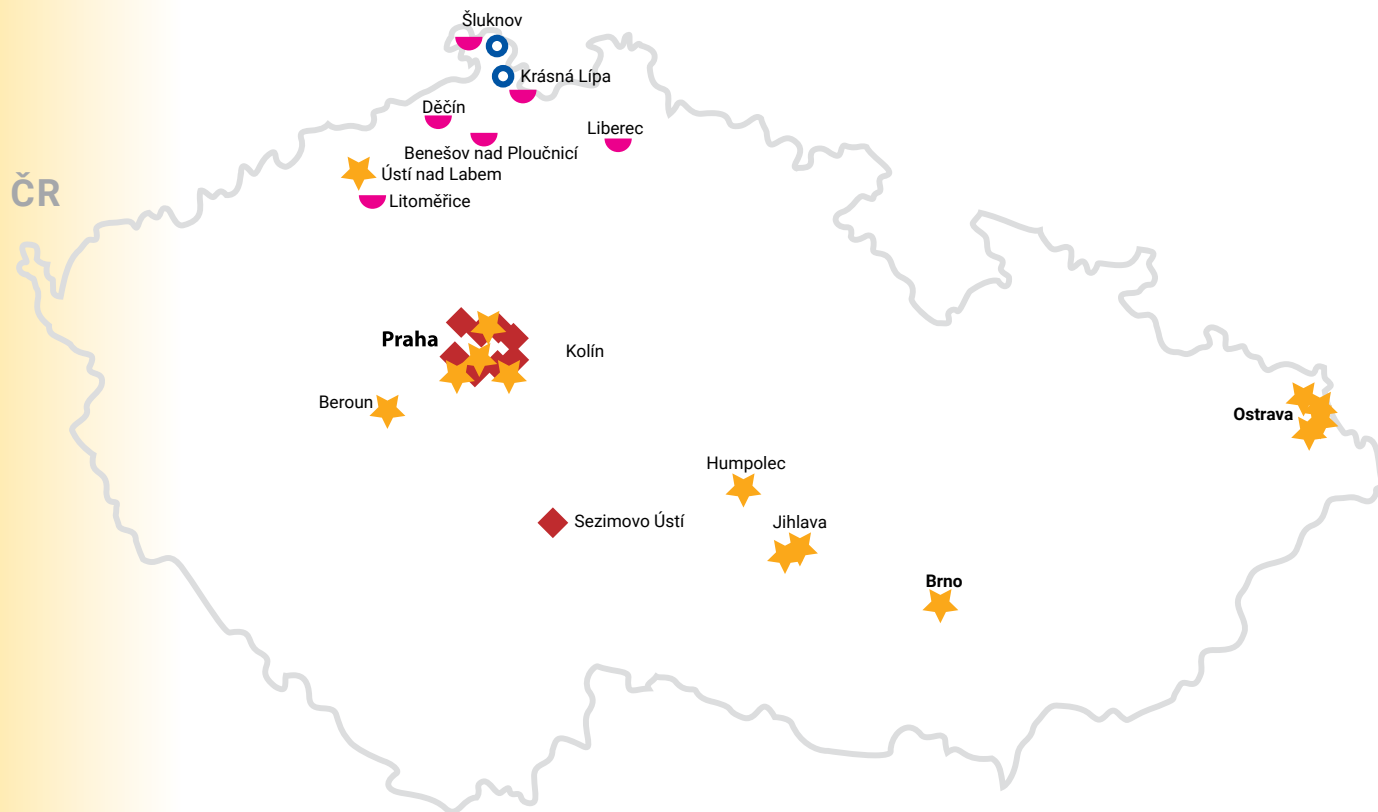 Šluknov
Krásná Lípa
Děčín
Liberec
Benešov nad Ploučnicí
Ústí nad Labem
ČR
Litoměřice
Praha
Kolín
Beroun
Ostrava
Humpolec
Sezimovo Ústí
Jihlava
Brno